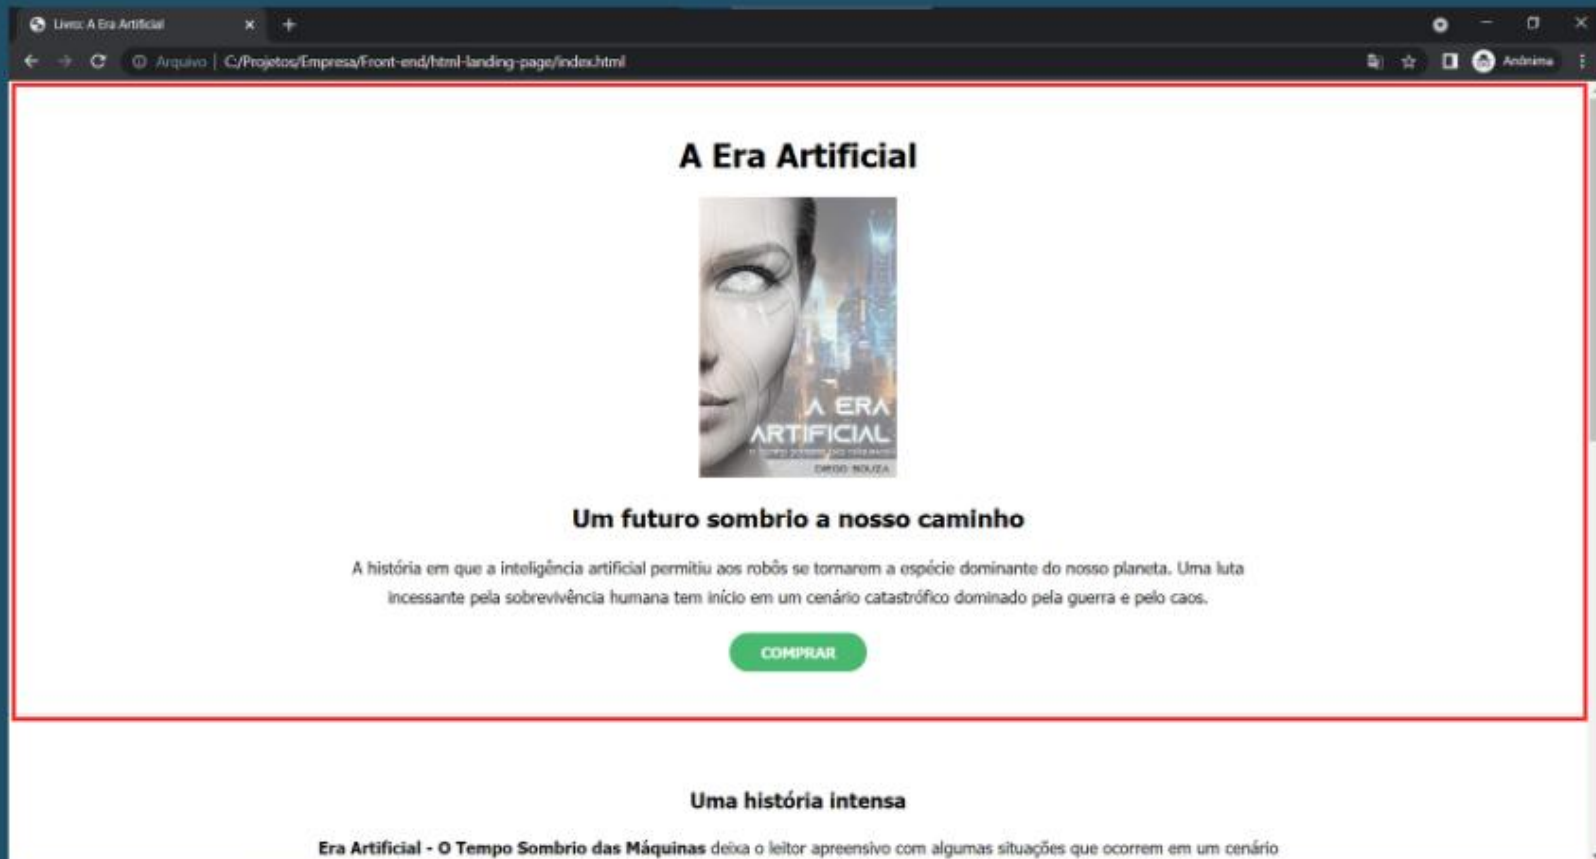 Livro: A Era Artificial
Arquivo | C:/Projetos/Empresa/Front-end/html-landing-page/index.html
Anônima
A Era Artificial
A ERA
ARTIFICIAL
DIEGO SOUZA
Um futuro sombrio a nosso caminho
A história em que a inteligência artificial permitiu aos robôs se tornarem a espécie dominante do nosso planeta. Uma luta
incessante pela sobrevivência humana tem início em um cenário catastrófico dominado pela guerra e pelo caos.
COMPRAR
Uma história intensa
Era Artificial - O Tempo Sombrio das Máquinas deixa o leitor apreensivo com algumas situações que ocorrem em um cenário